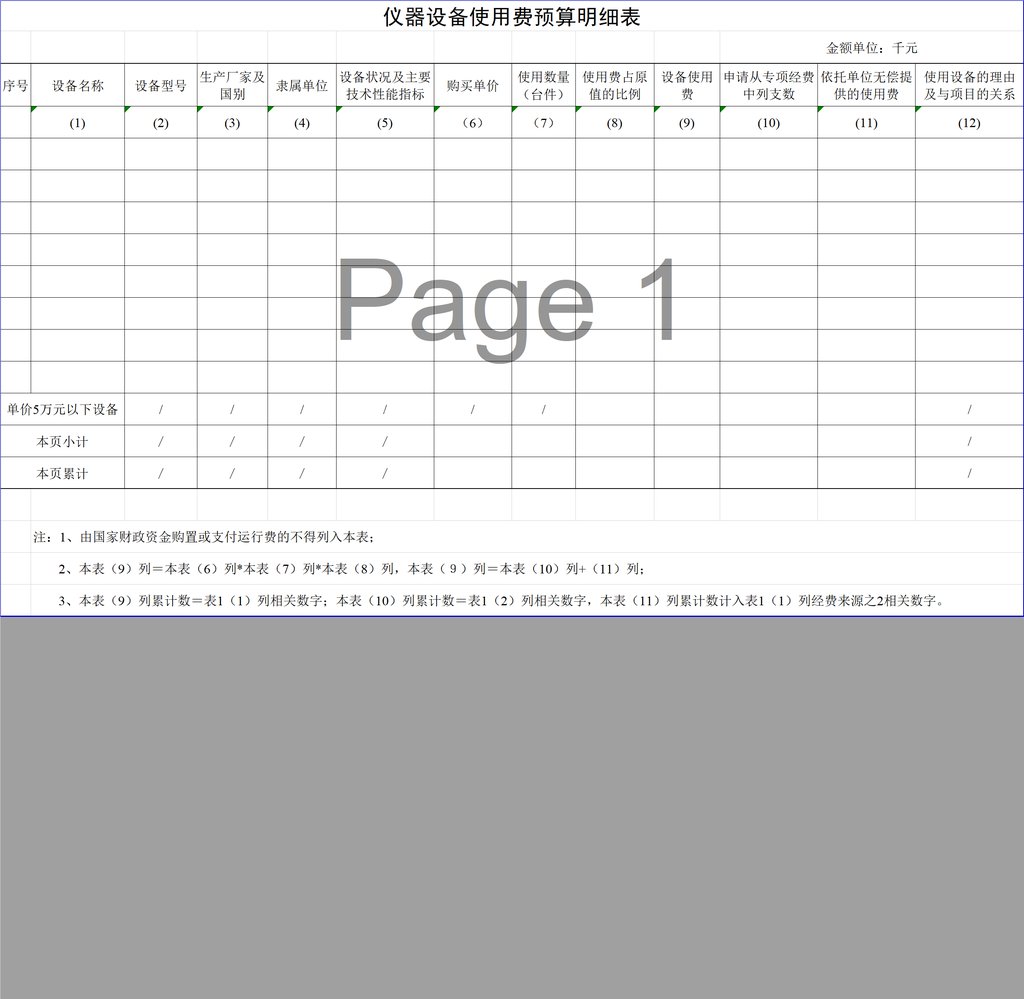 仪器设备使用费预算明细表
金额单位：千元
序号 设备名称 设备型号 生产厂家及国别 隶属单位 设备状况及主要技术性能指标 购买单价 使用数量（台件） 使用费占原值的比例 设备使用费 申请从专项经费中列支数 依托单位无偿提供的使用费 使用设备的理由及与项目的关系
(1) (2) (3) (4) (5) （6） （7） (8) (9) (10) (11) (12)
Page 1
单价5万元以下设备 / / / / / / /
本页小计 / / / / /
本页累计 / / / / /
注：1、由国家财政资金购置或支付运行费的不得列入本表；
2、本表（9）列＝本表（6）列*本表（7）列*本表（8）列，本表（９）列＝本表（10）列+（11）列；
3、本表（9）列累计数＝表1（1）列相关数字；本表（10）列累计数＝表1（2）列相关数字，本表（11）列累计数计入表1（1）列经费来源之2相关数字。